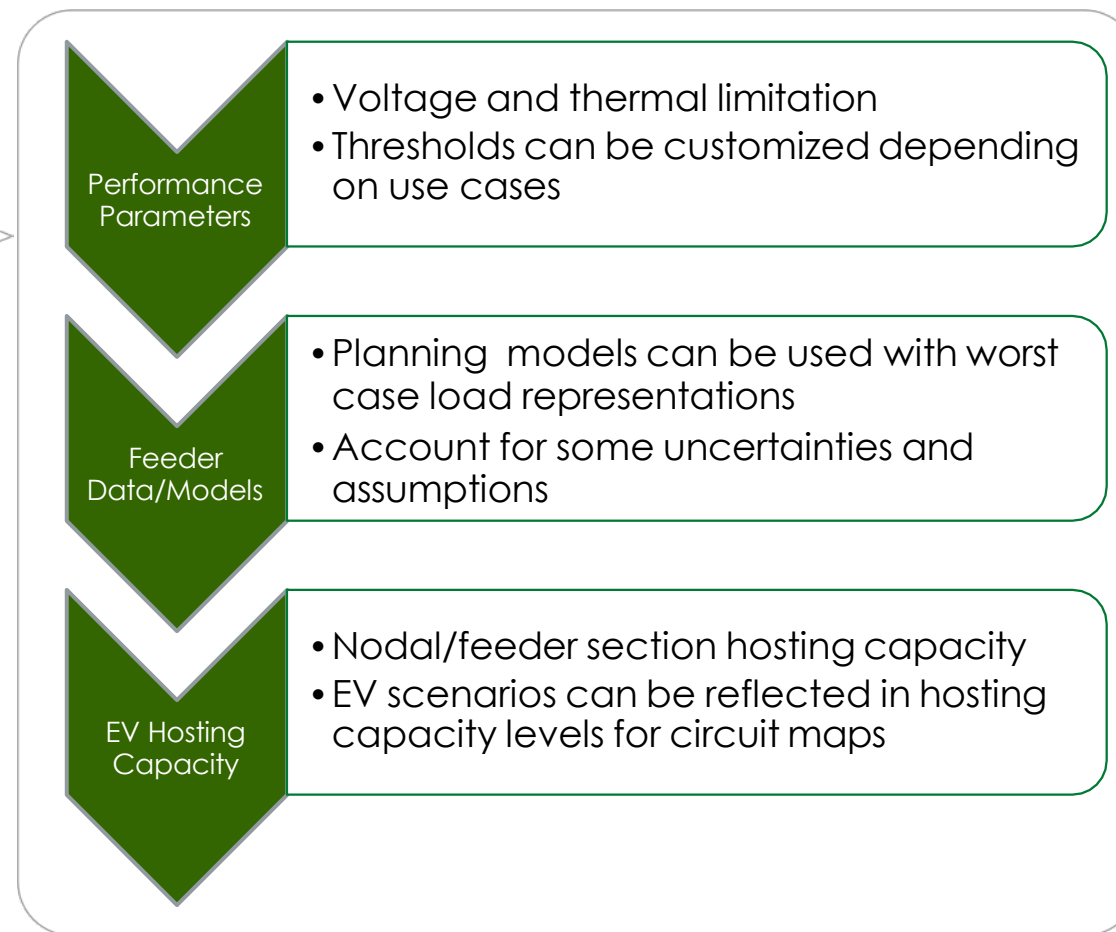 Performance
Parameters
• Voltage and thermal limitation
• Thresholds can be customized depending
on use cases
Feeder
Data/Models
• Planning  models can be used with worst
case load representations
• Account for some uncertainties and
assumptions
EV Hosting
Capacity
• Nodal/feeder section hosting capacity
• EV scenarios can be reflected in hosting
capacity levels for circuit maps